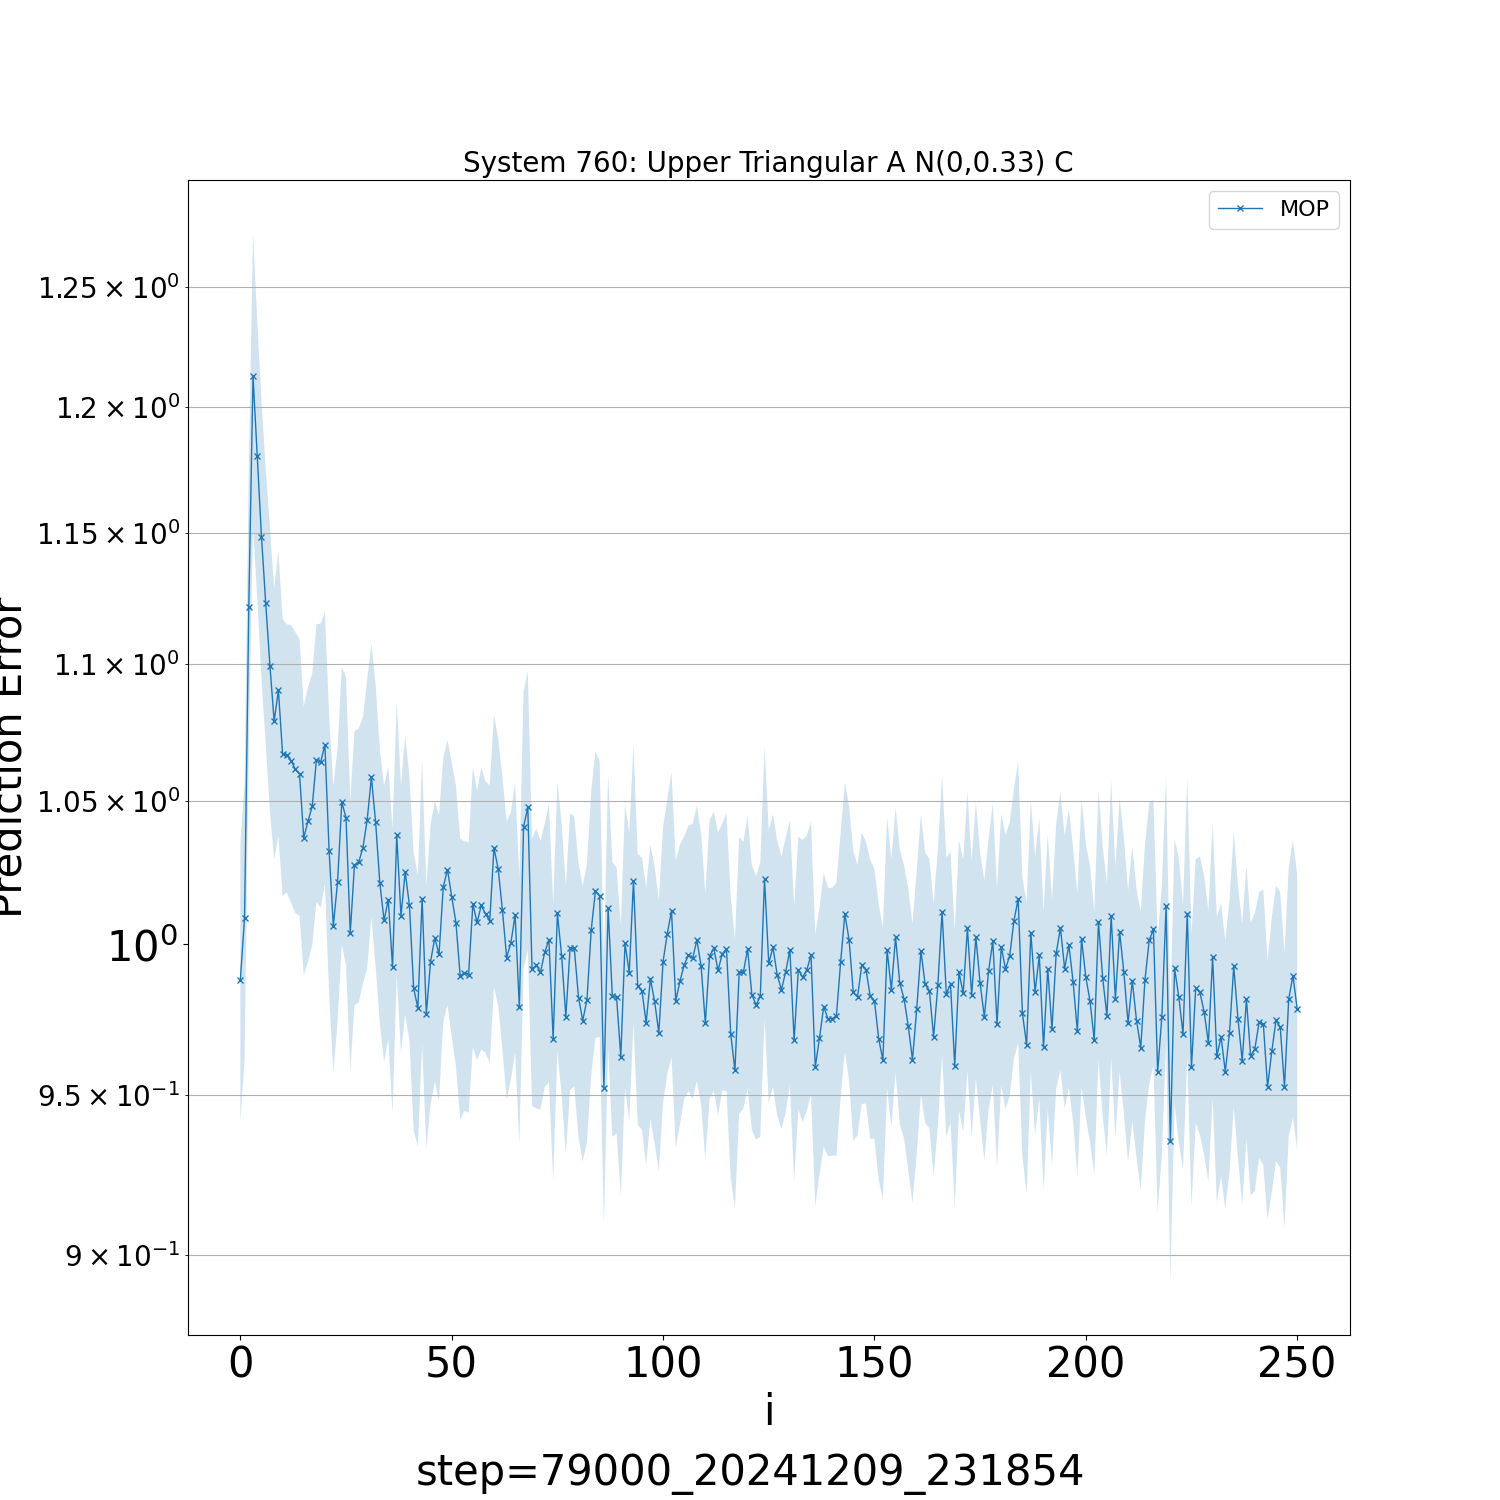 System 760: Upper Triangular A N(0,0.33) C
MOP
1.25 × 10⁰
1.2 × 10⁰
1.15 × 10⁰
1.1 × 10⁰
1.05 × 10⁰
10⁰
9.5 × 10⁻¹
9 × 10⁻¹
Prediction Error
0 50 100 150 200 250
i
step=79000_20241209_231854